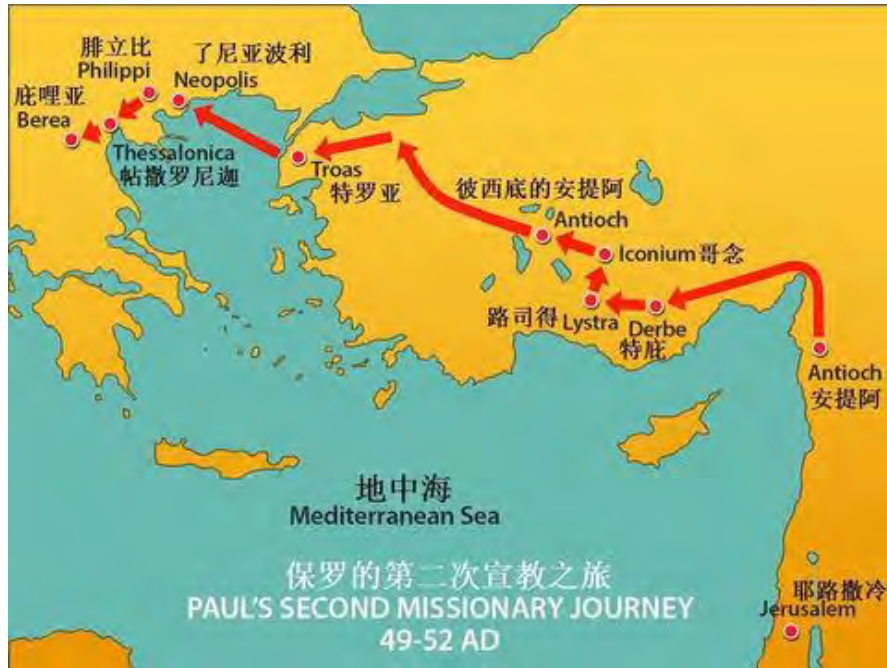 腓立比
Philippi
了尼亚波利
Neopolis
庇哩亚
Berea
Thessalonica
帖撒罗尼迦
Troas
特罗亚
彼西底的安提阿
Antioch
Iconium哥念
路司得 Lystra
Derbe
特庇
Antioch
安提阿
地中海
Mediterranean Sea
保罗的第二次宣教之旅
PAUL'S SECOND MISSIONARY JOURNEY
49-52 AD
耶路撒冷
Jerusalem